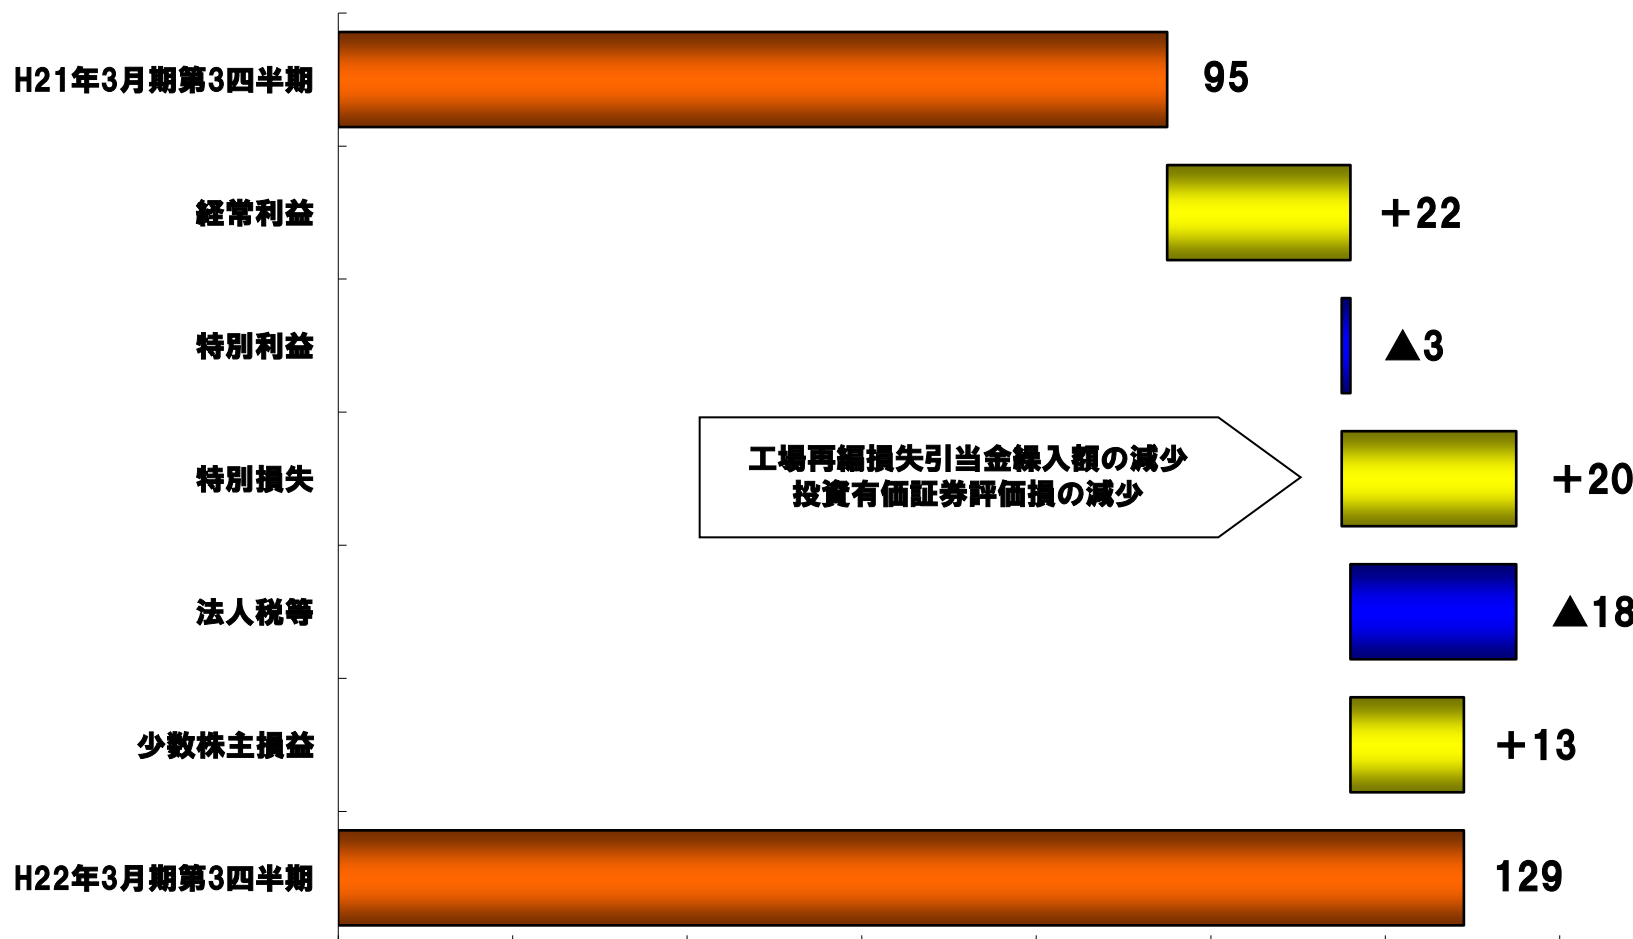 H21年3月期第3四半期
95
経常利益
+22
特別利益
▲3
工場再編損失引当金繰入額の減少
投資有価証券評価損の減少
特別損失
+20
法人税等
▲18
少数株主損益
+13
H22年3月期第3四半期
129